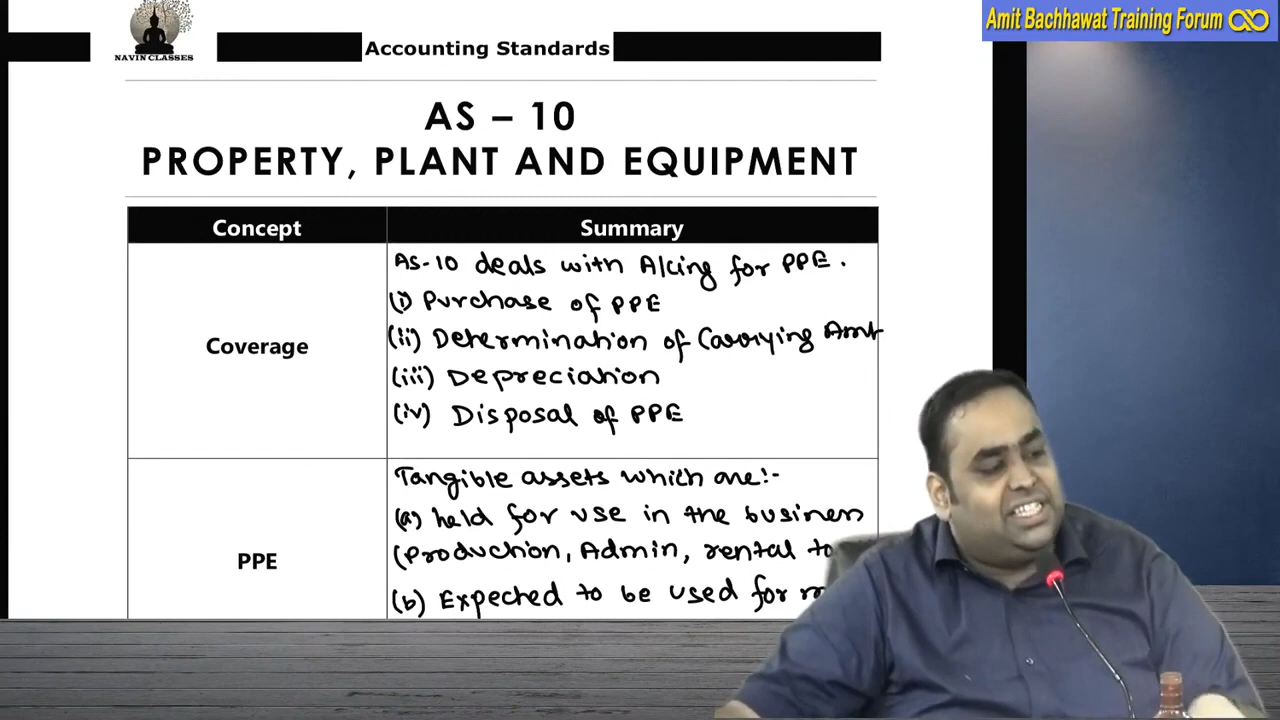 Amit Bachhawat Training Forum
NAVIN CLASSES
Accounting Standards
AS – 10
PROPERTY, PLANT AND EQUIPMENT
Concept
Summary
Coverage
AS-10 deals with A/cing for PPE.
(i) Purchase of PPE
(ii) Determination of Carrying Amt
(iii) Depreciation
(iv) Disposal of PPE
PPE
Tangible assets which are:-
(a) held for use in the business
(Production, Admin, rental to
(b) Expected to be used for